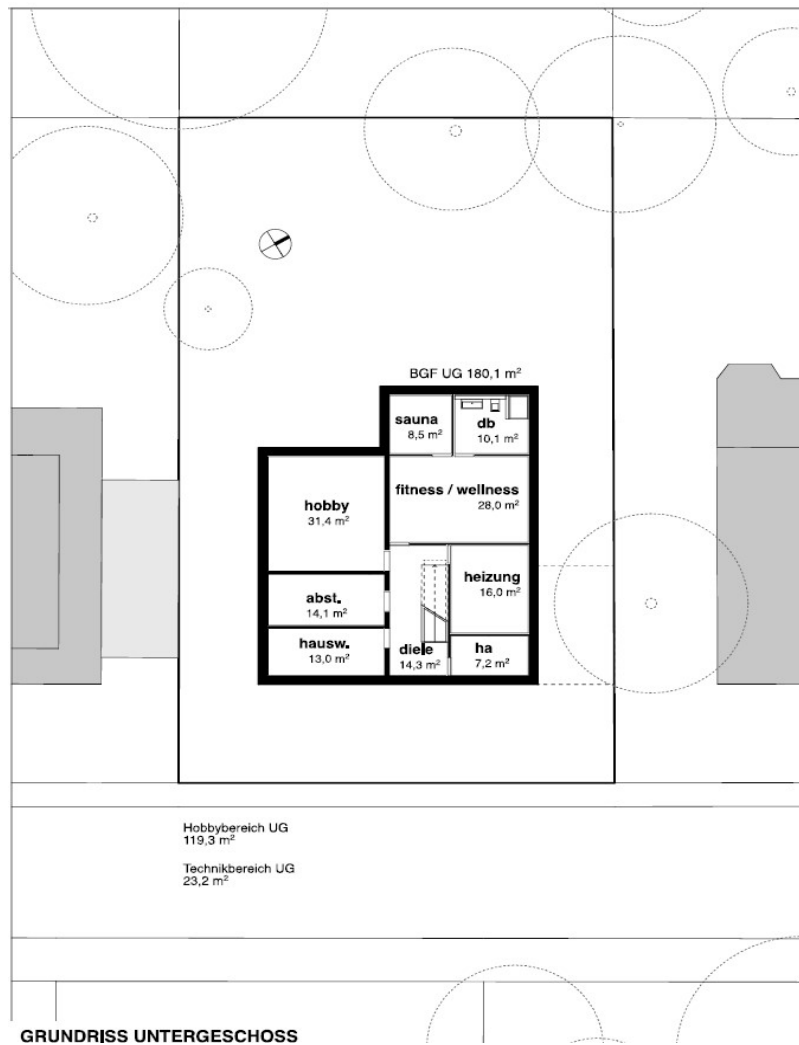 BGF UG 180,1 m²
sauna
8,5 m²
db
10,1 m²
fitness / wellness
28,0 m²
hobby
31,4 m²
heizung
16,0 m²
abst.
14,1 m²
hausw.
13,0 m²
diele
14,3 m²
ha
7,2 m²
Hobbybereich UG
119,3 m²
Technikbereich UG
23,2 m²
GRUNDRISS UNTERGESCHOSS